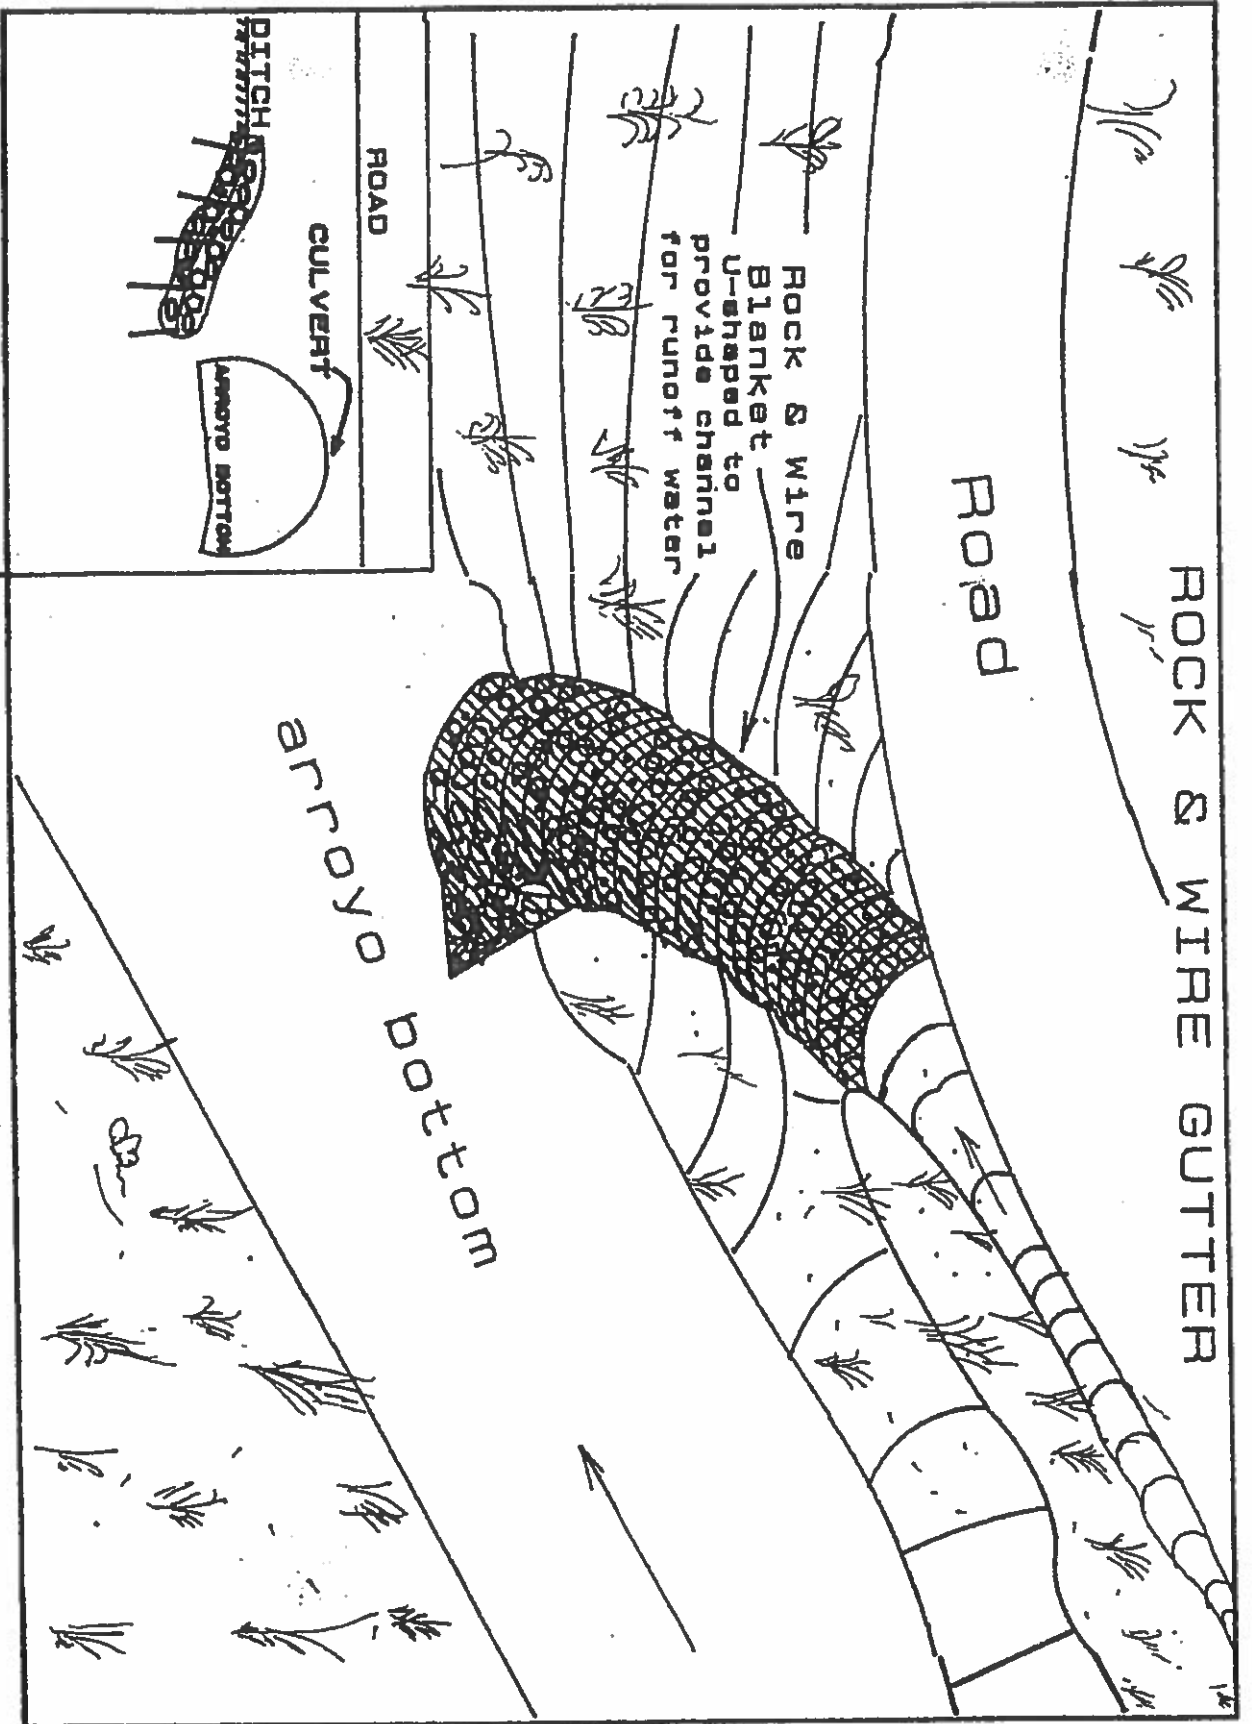 ROCK & WIRE GUTTER
Road
Rock & Wire
Blanket
U-shaped to
provide channel
for runoff water
arroyo bottom
ROAD
CULVERT
DITCH
ARROYO BOTTOM